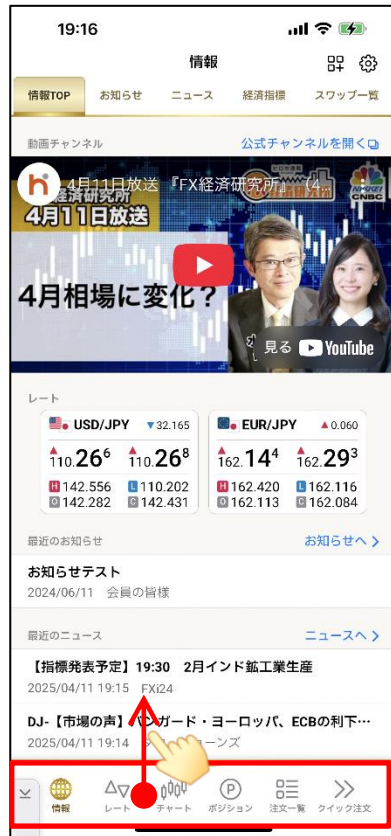 19:16
情報
情報TOP お知らせ ニュース 経済指標 スワップ一覧
動画チャンネル 公式チャンネルを開く
h 4月11日放送 『FX経済研究所』（4
4月11日放送
NIKKEI CNBC
4月相場に変化？
見る YouTube
レート
USD/JPY ▼32.165 EUR/JPY ▲0.060
110.26⁶ 110.26⁸ 162.14⁴ 162.29³
H 142.556 L 110.202 H 162.420 L 162.116
O 142.282 C 142.431 O 162.113 C 162.084
最近のお知らせ お知らせへ
お知らせテスト
2024/06/11 会員の皆様
最近のニュース ニュースへ
【指標発表予定】19:30 2月インド鉱工業生産
2025/04/11 19:15 FXi24
DJ-【市場の声】バンガード・ヨーロッパ、ECBの利下…
2025/04/11 19:14
情報 レート チャート ポジション 注文一覧 クイック注文